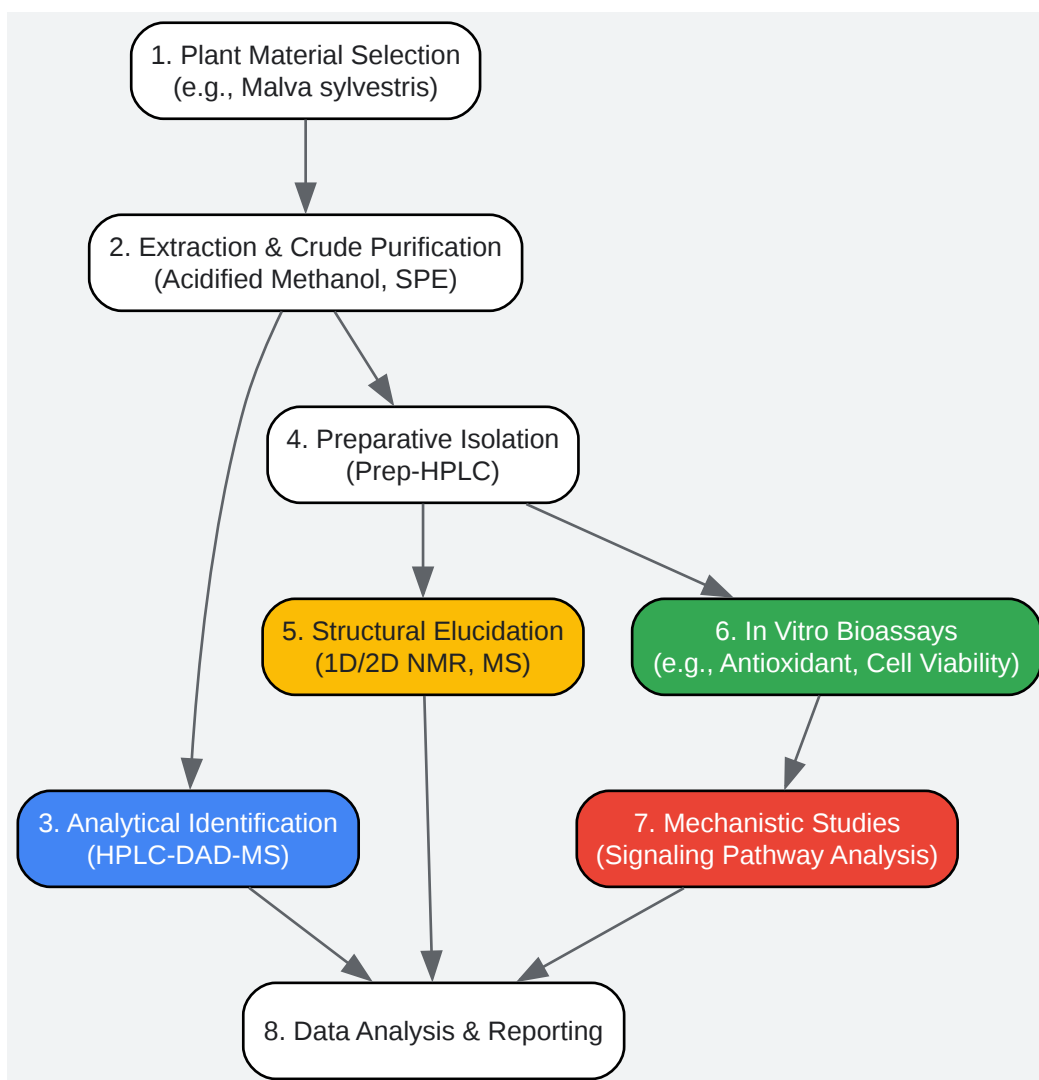 1. Plant Material Selection
(e.g., Malva sylvestris)
2. Extraction & Crude Purification
(Acidified Methanol, SPE)
4. Preparative Isolation
(Prep-HPLC)
5. Structural Elucidation
(1D/2D NMR, MS)
6. In Vitro Bioassays
(e.g., Antioxidant, Cell Viability)
3. Analytical Identification
(HPLC-DAD-MS)
7. Mechanistic Studies
(Signaling Pathway Analysis)
8. Data Analysis & Reporting